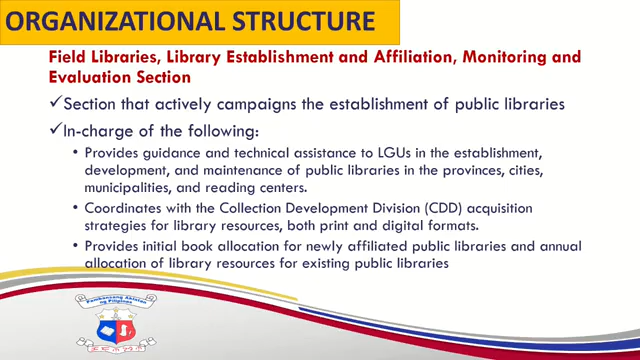 ORGANIZATIONAL STRUCTURE
Field Libraries, Library Establishment and Affiliation, Monitoring and
Evaluation Section
✓Section that actively campaigns the establishment of public libraries
✓In-charge of the following:
• Provides guidance and technical assistance to LGUs in the establishment,
development, and maintenance of public libraries in the provinces, cities,
municipalities, and reading centers.
• Coordinates with the Collection Development Division (CDD) acquisition
strategies for library resources, both print and digital formats.
• Provides initial book allocation for newly affiliated public libraries and annual
allocation of library resources for existing public libraries
Pambansang Aklatan
ng Pilipinas